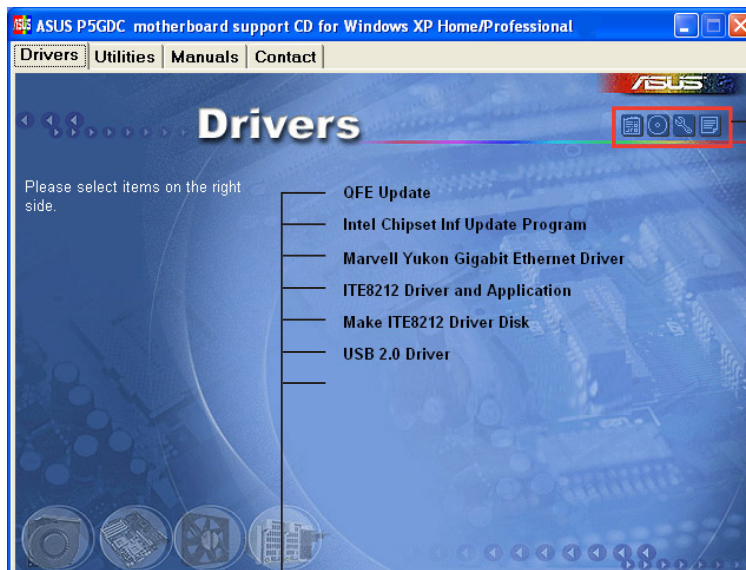 ASUS P5GDC motherboard support CD for Windows XP Home/Professional
Drivers Utilities Manuals Contact
ASUS
Drivers
Please select items on the right
side.
QFE Update
Intel Chipset Inf Update Program
Marvell Yukon Gigabit Ethernet Driver
ITE8212 Driver and Application
Make ITE8212 Driver Disk
USB 2.0 Driver